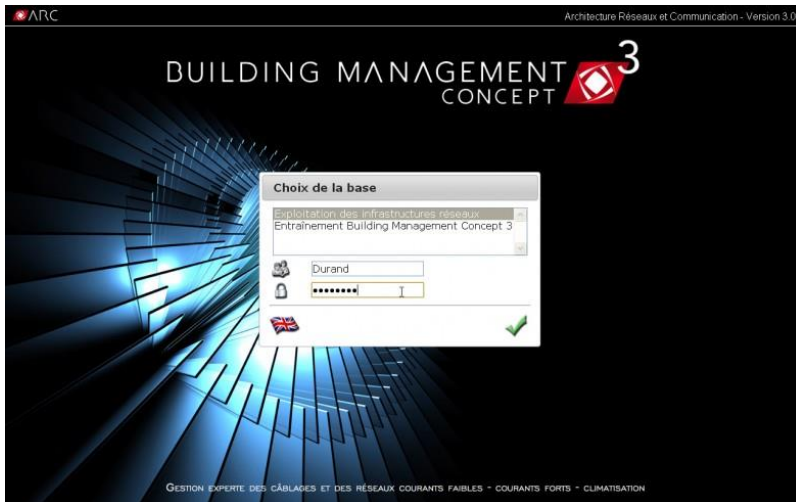 ARC
Architecture Réseaux et Communication - Version 3.0
BUILDING MANAGEMENT 3
CONCEPT
Choix de la base
Exploitation des infrastructures réseaux
Entraînement Building Management Concept 3
Durand
••••••••
GESTION EXPERTE DES CÂBLAGES ET DES RÉSEAUX COURANTS FAIBLES - COURANTS FORTS - CLIMATISATION